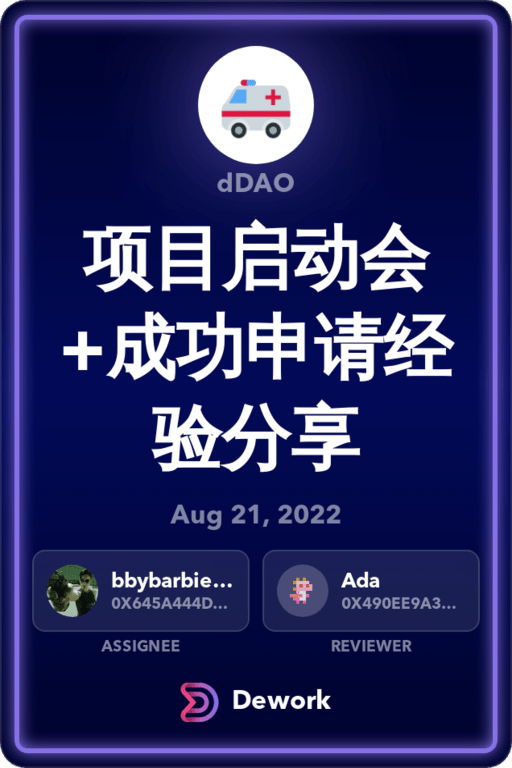 dDAO
项目启动会
+成功申请经
验分享
Aug 21, 2022
bbybarbie...
0X645A444D...
Ada
0X490EE9A3...
ASSIGNEE
REVIEWER
Dework